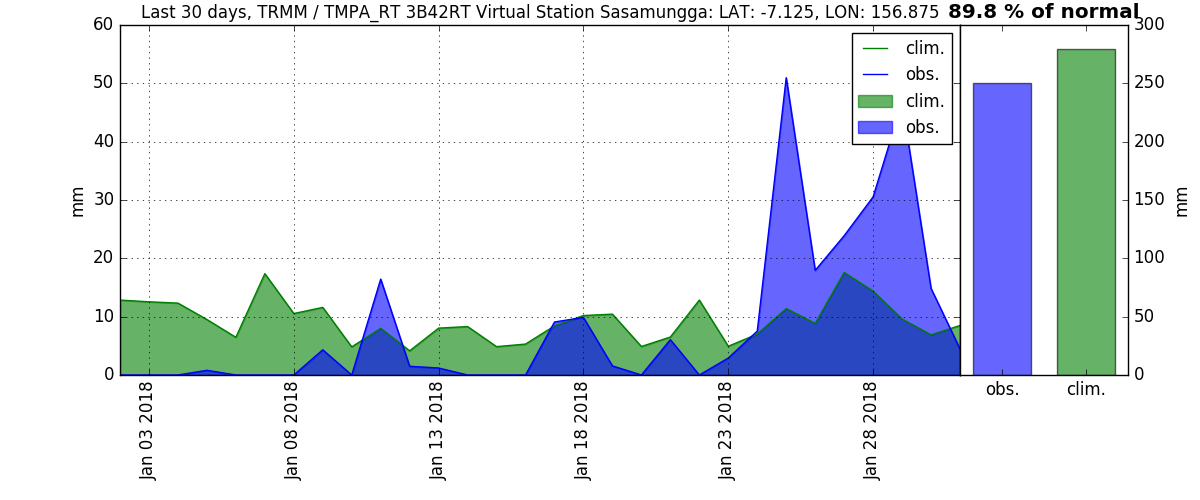 Last 30 days, TRMM / TMPA_RT 3B42RT Virtual Station Sasamungga: LAT: -7.125, LON: 156.875 89.8 % of normal
60
50
40
30
20
10
0
mm
clim.
obs.
clim.
obs.
Jan 03 2018
Jan 08 2018
Jan 13 2018
Jan 18 2018
Jan 23 2018
Jan 28 2018
300
250
200
150
100
50
0
mm
obs.
clim.